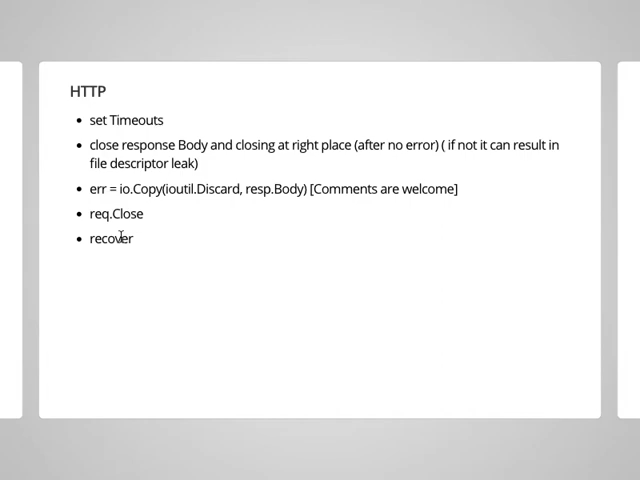 HTTP
• set Timeouts
• close response Body and closing at right place (after no error) ( if not it can result in
file descriptor leak)
• err = io.Copy(ioutil.Discard, resp.Body) [Comments are welcome]
• req.Close
• recover